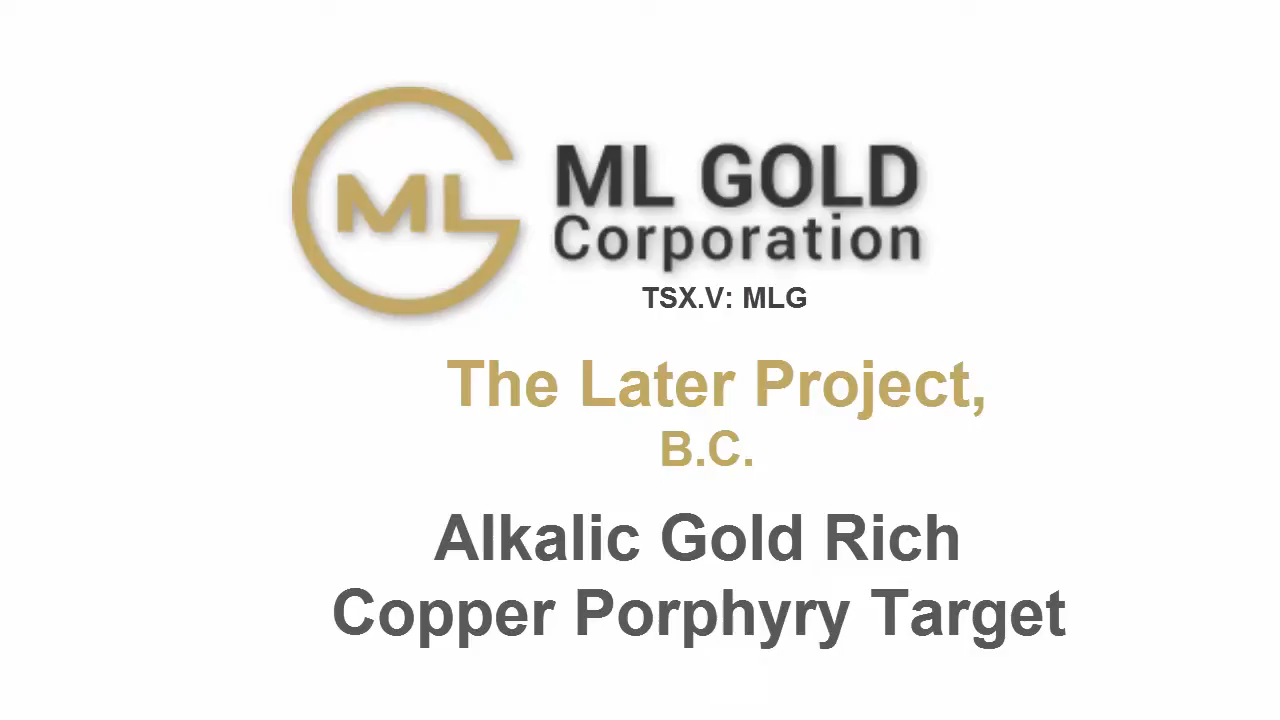 ML
ML GOLD
Corporation
TSX.V: MLG
The Later Project,
B.C.
Alkalic Gold Rich
Copper Porphyry Target